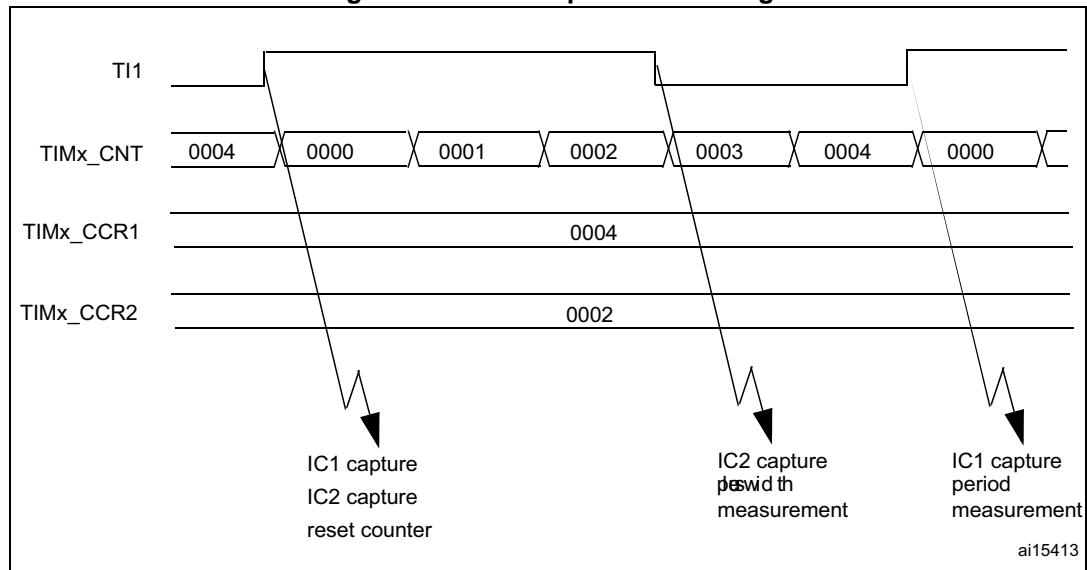 TI1
TIMx_CNT 0004 0000 0001 0002 0003 0004 0000
TIMx_CCR1 0004
TIMx_CCR2 0002
IC1 capture
IC2 capture
reset counter
IC2 capture
measurement
IC1 capture
period
measurement
ai15413